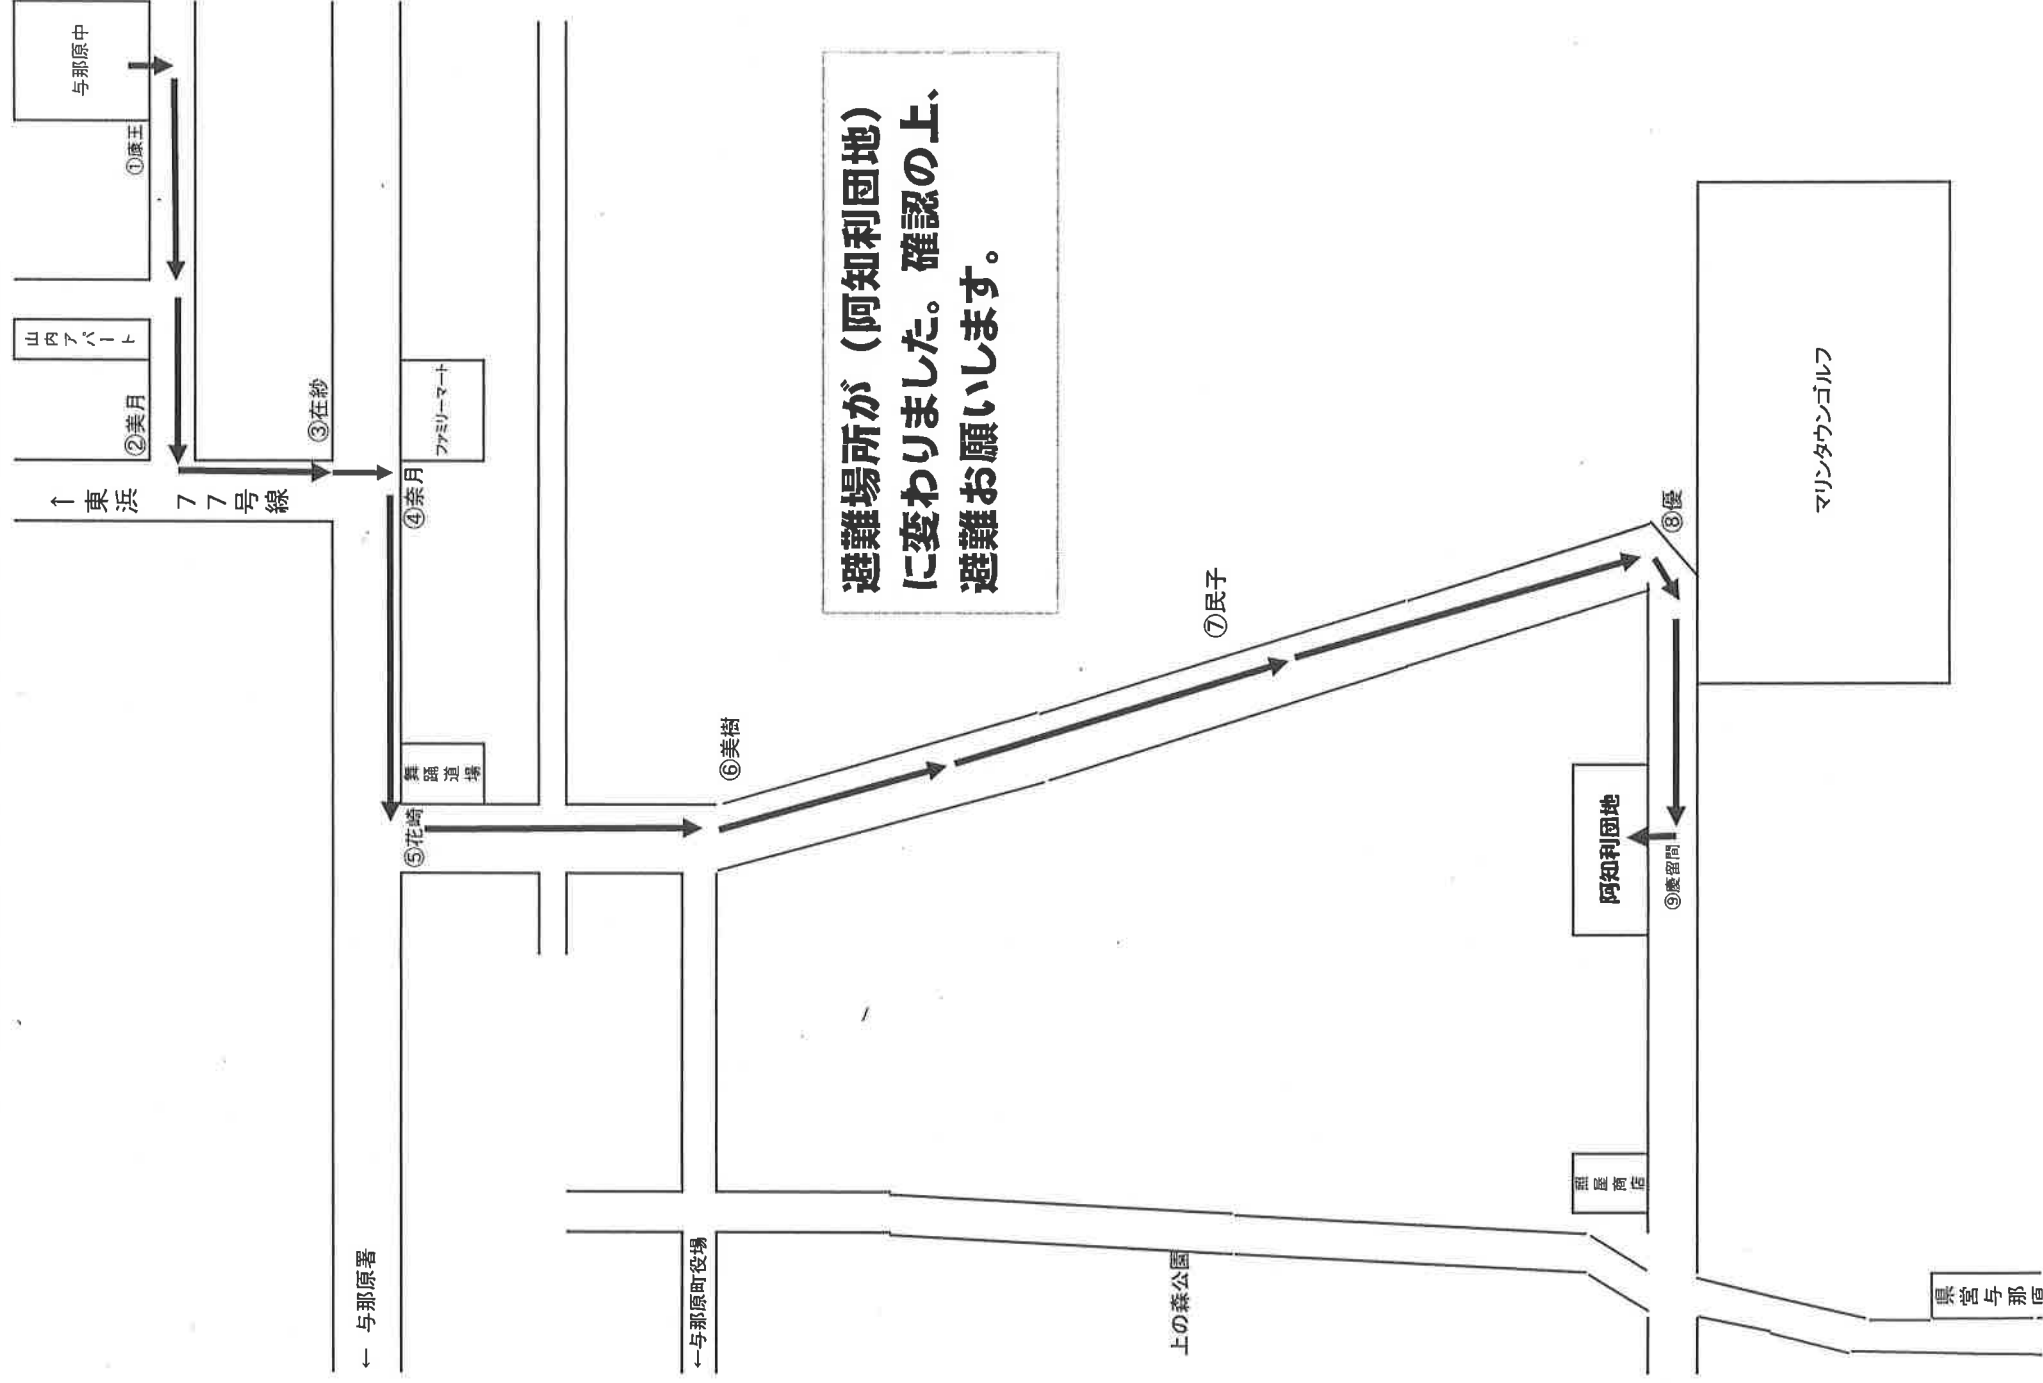 与那原中
①康王
山内アパート
②美月
↑東浜
77号線
③在紗
④奈月
ファミリーマート
舞踊道場
⑤花崎
⑥美樹
避難場所が（阿知利団地）
に変わりました。確認の上、
避難お願いします。
⑦民子
⑧優
マリンタウンゴルフ
阿知利団地
⑨慶留間
照屋商店
←与那原署
←与那原町役場
上の森公園
県営与那原